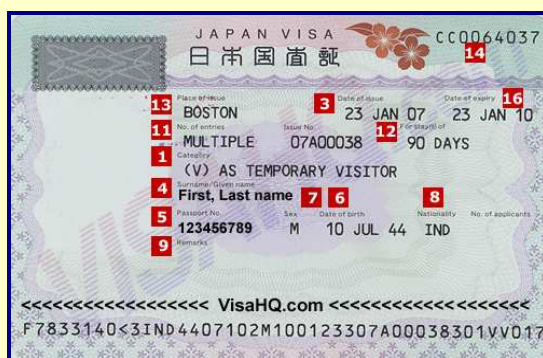 JAPAN VISA
CC0064037
日本国査証
14
13 Place of issue
3 Date of issue
Date of expiry 16
BOSTON
23 JAN 07
23 JAN 10
11 No. of entries
Issue No.
12 For stays of
MULTIPLE
07A00038
90 DAYS
1 Category
(V) AS TEMPORARY VISITOR
4 Surname/Given name
First, Last name
7 6 8
5 Passport No.
Sex
Date of birth
Nationality
No. of applicants
123456789
M
10 JUL 44
IND
9 Remarks
<<<<<<<<<<<<<<<<<<< VisaHQ.com <<<<<<<<<<<<<<<<<<<<
F7833140<3IND4407102M100123307A00038301VV017